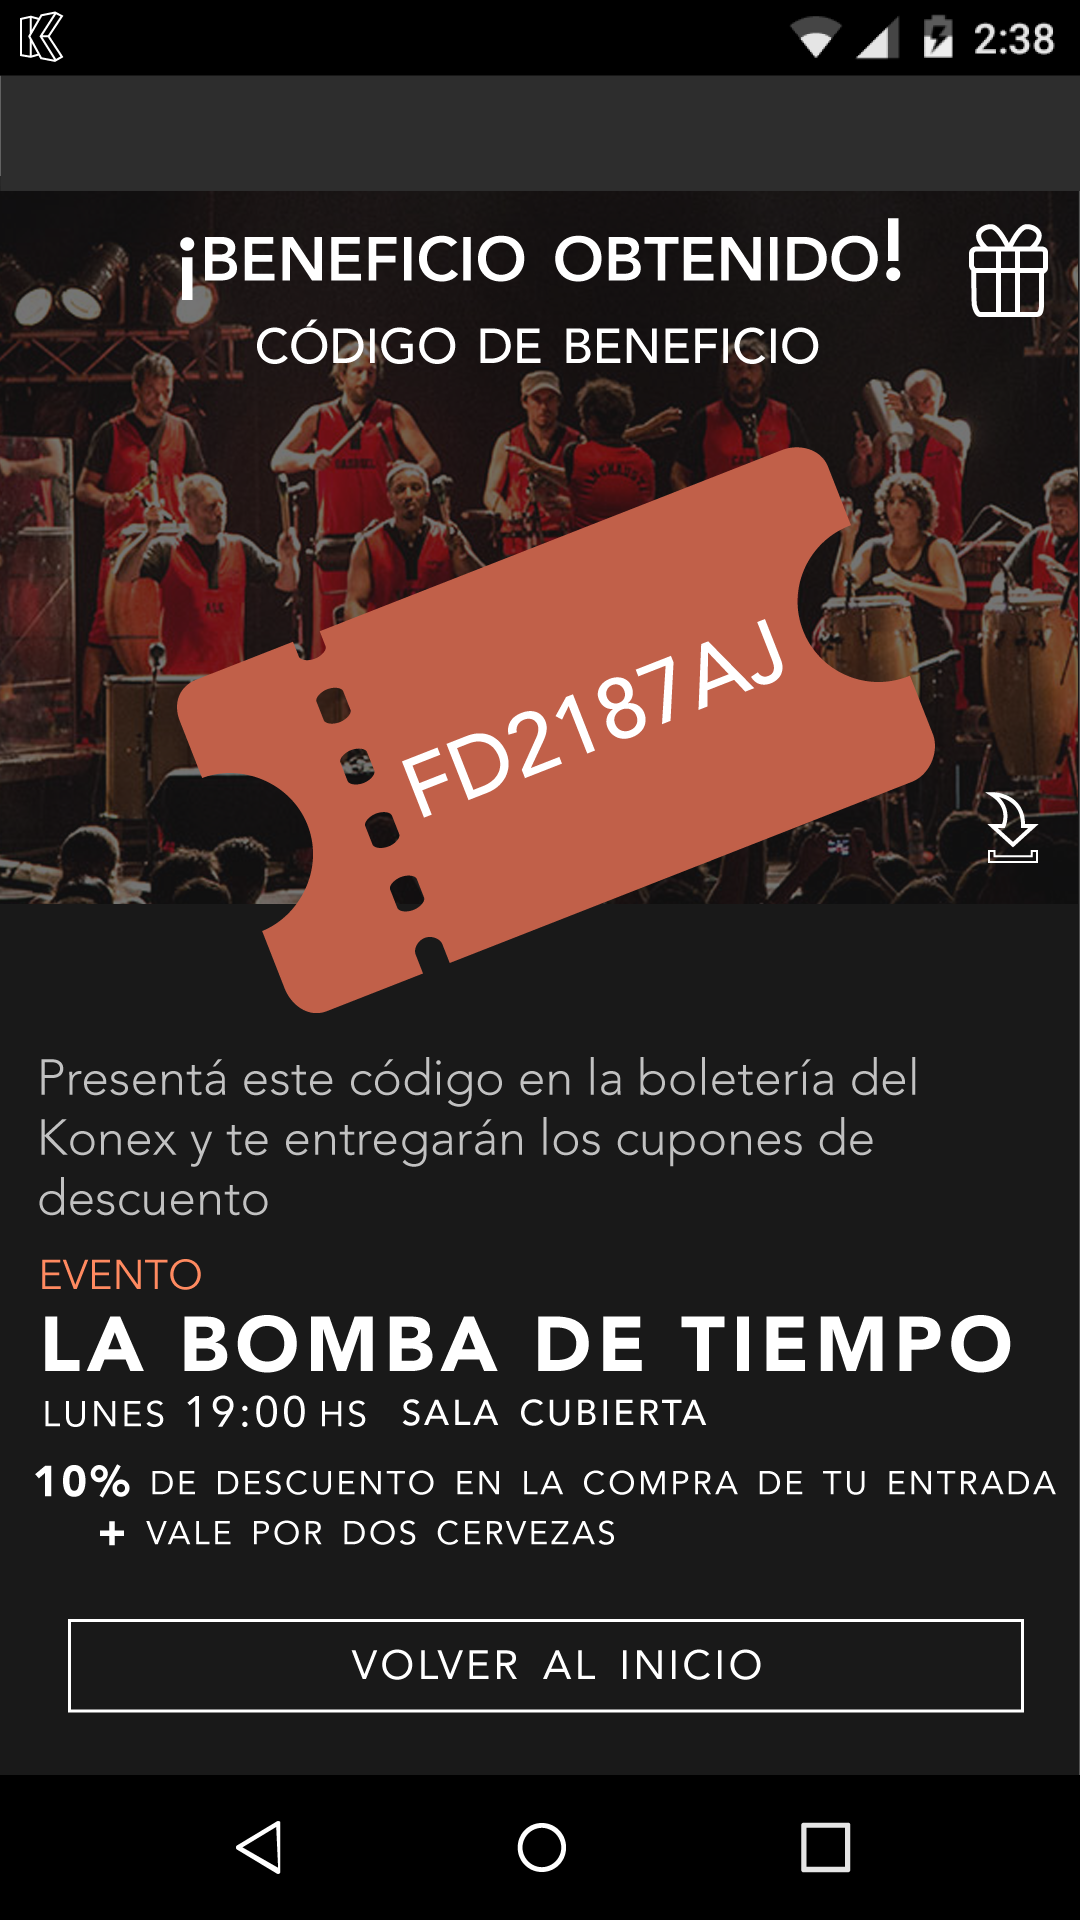 2:38
¡BENEFICIO OBTENIDO!
CÓDIGO DE BENEFICIO
FD2187AJ
Presentá este código en la boletería del
Konex y te entregarán los cupones de
descuento
EVENTO
LA BOMBA DE TIEMPO
LUNES 19:00 HS SALA CUBIERTA
10% DE DESCUENTO EN LA COMPRA DE TU ENTRADA
+ VALE POR DOS CERVEZAS
VOLVER AL INICIO